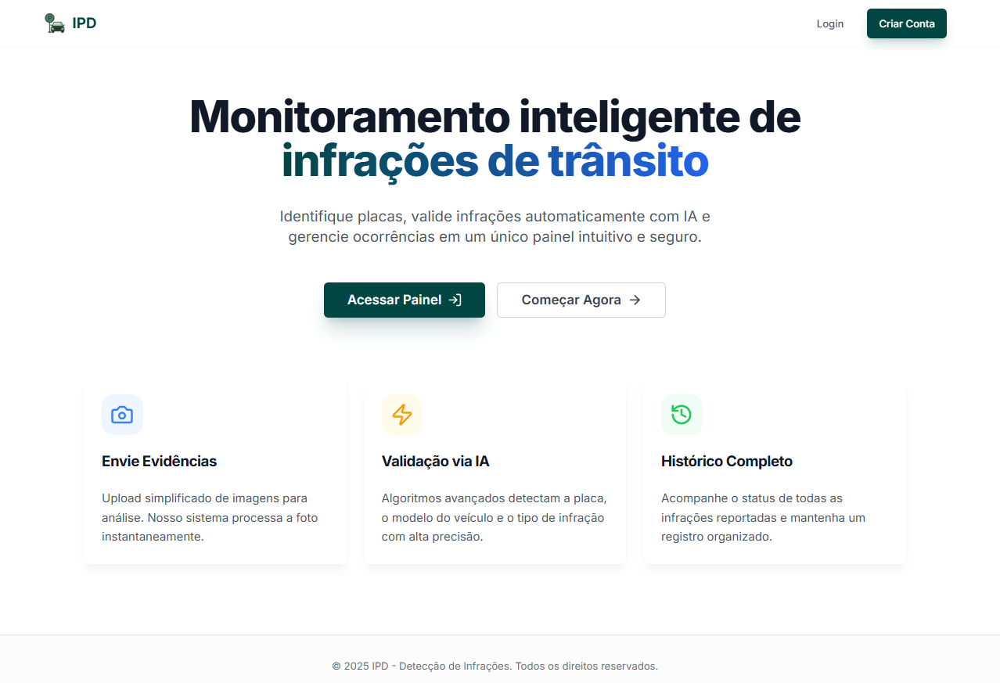 IPD
Login
Criar Conta
Monitoramento inteligente de
infrações de trânsito
Identifique placas, valide infrações automaticamente com IA e
gerencie ocorrências em um único painel intuitivo e seguro.
Acessar Painel
Começar Agora
Envie Evidências
Upload simplificado de imagens para
análise. Nosso sistema processa a foto
instantaneamente.
Validação via IA
Algoritmos avançados detectam a placa,
o modelo do veículo e o tipo de infração
com alta precisão.
Histórico Completo
Acompanhe o status de todas as
infrações reportadas e mantenha um
registro organizado.
© 2025 IPD - Detecção de Infrações. Todos os direitos reservados.